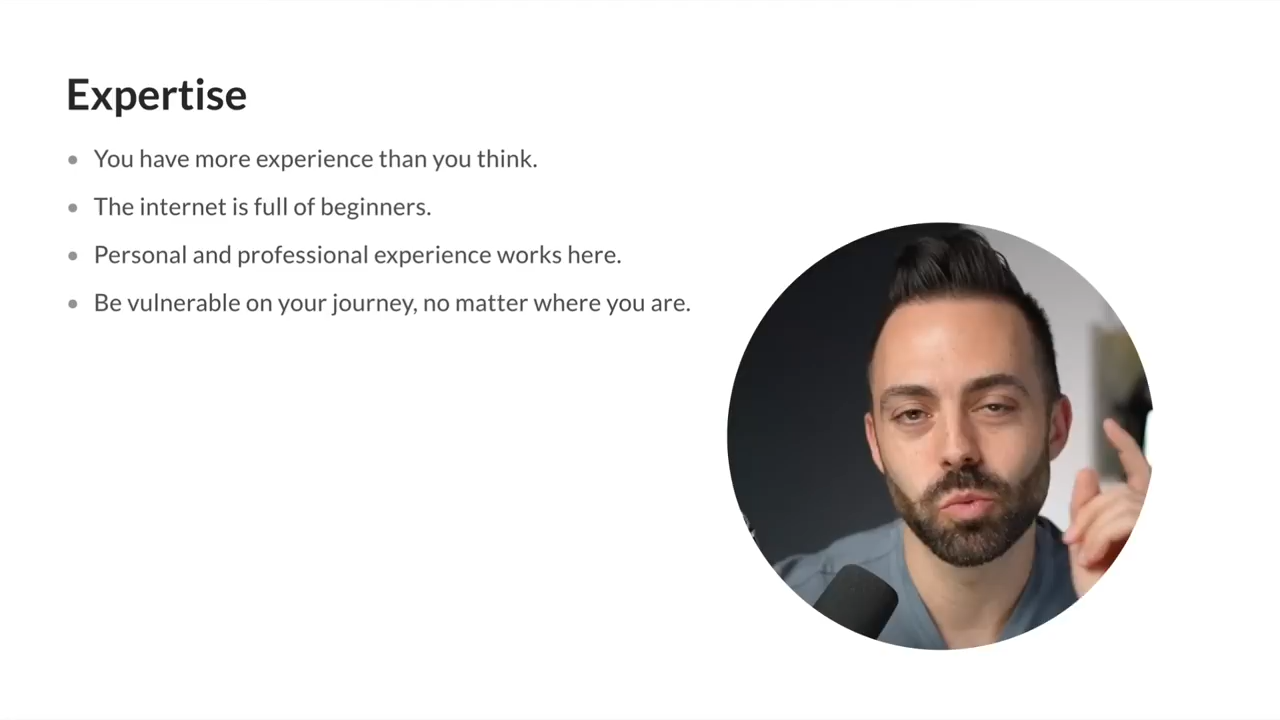 Expertise
You have more experience than you think.
The internet is full of beginners.
Personal and professional experience works here.
Be vulnerable on your journey, no matter where you are.